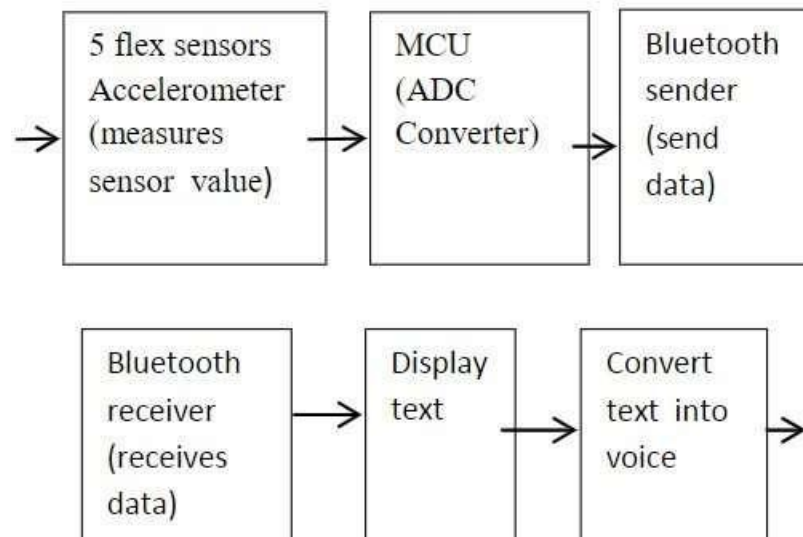 5 flex sensors
Accelerometer
(measures
sensor value)
MCU
(ADC
Converter)
Bluetooth
sender
(send
data)
Bluetooth
receiver
(receives
data)
Display
text
Convert
text into
voice